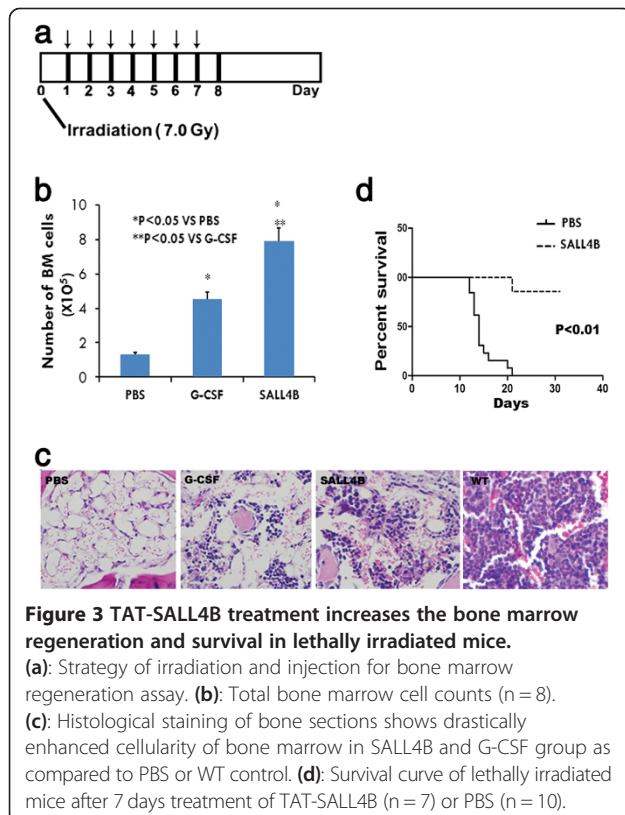 a
0 1 2 3 4 5 6 7 8 Day
Irradiation (7.0 Gy)
b
Number of BM cells
(X10⁵)
10
8
6
4
2
0
*P<0.05 VS PBS
**P<0.05 VS G-CSF
*
*
**
PBS G-CSF SALL4B
d
PBS
SALL4B
Percent survival
50
00
50
0
P<0.01
0 10 20 30 40
Days
c
PBS G-CSF SALL4B WT
Figure 3 TAT-SALL4B treatment increases the bone marrow
regeneration and survival in lethally irradiated mice.
(a): Strategy of irradiation and injection for bone marrow
regeneration assay. (b): Total bone marrow cell counts (n = 8).
(c): Histological staining of bone sections shows drastically
enhanced cellularity of bone marrow in SALL4B and G-CSF group as
compared to PBS or WT control. (d): Survival curve of lethally irradiated
mice after 7 days treatment of TAT-SALL4B (n = 7) or PBS (n = 10).